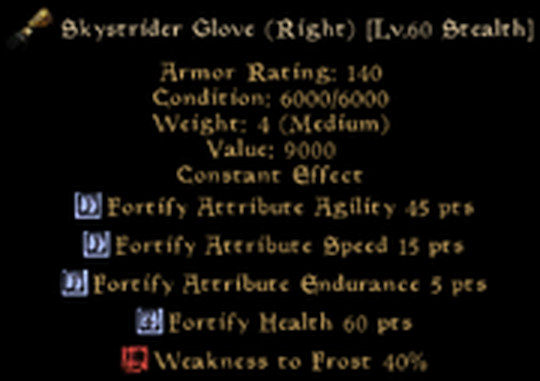 Skystrider Glove (Right) [Lv.60 Stealth]
Armor Rating: 140
Condition: 6000/6000
Weight: 4 (Medium)
Value: 9000
Constant Effect
Fortify Attribute Agility 45 pts
Fortify Attribute Speed 15 pts
Fortify Attribute Endurance 5 pts
Fortify Health 60 pts
Weakness to Frost 40%